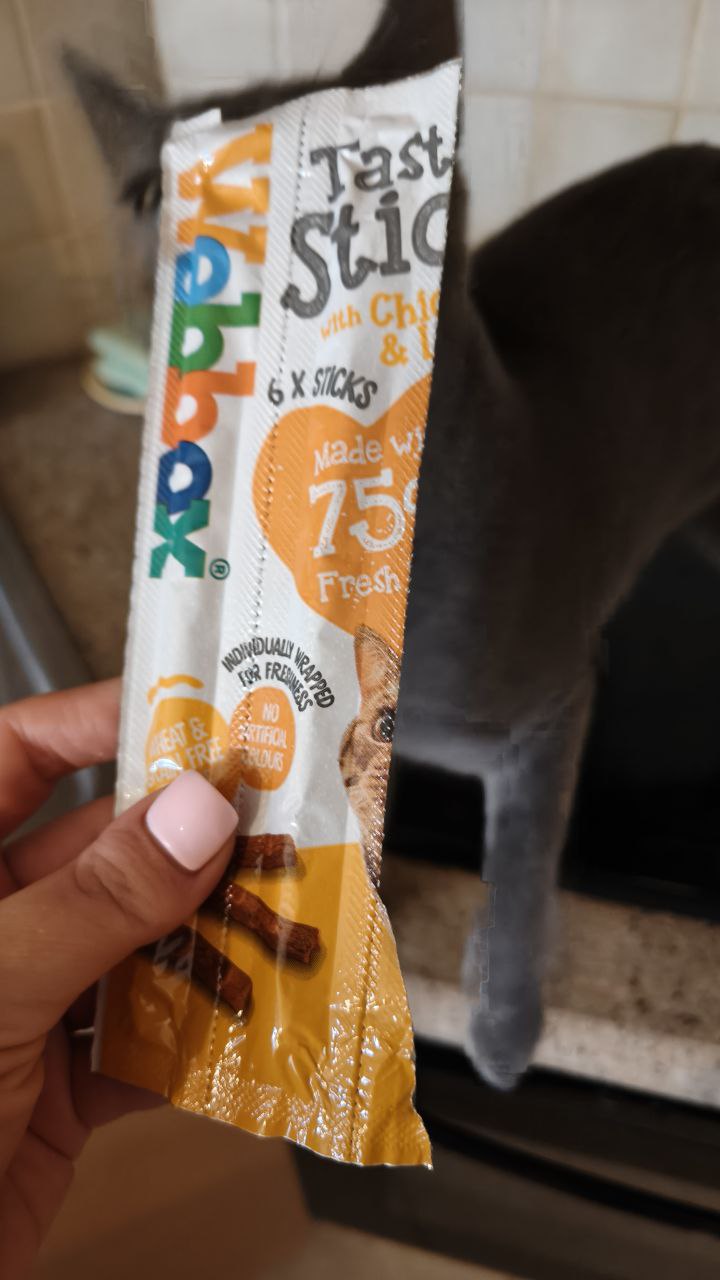 Webbox®
Tast
Stic
with Chic
& L
6 X STICKS
Made wi
75
Fresh
INDIVIDUALLY WRAPPED
FOR FRESHNESS
NO
ARTIFICIAL
COLOURS
WHEAT &
FREE